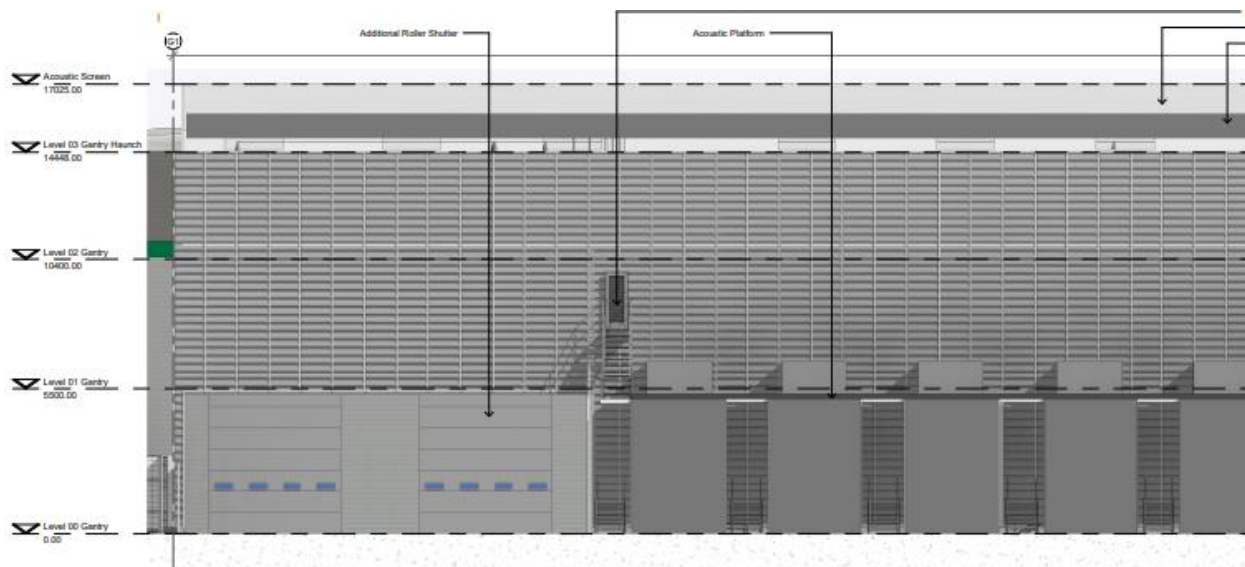 G1
Additional Roller Shutter
Acoustic Platform
Acoustic Screen
17025.00
Level 03 Gantry Haunch
14448.00
Level 02 Gantry
10400.00
Level 01 Gantry
5500.00
Level 00 Gantry
0.00